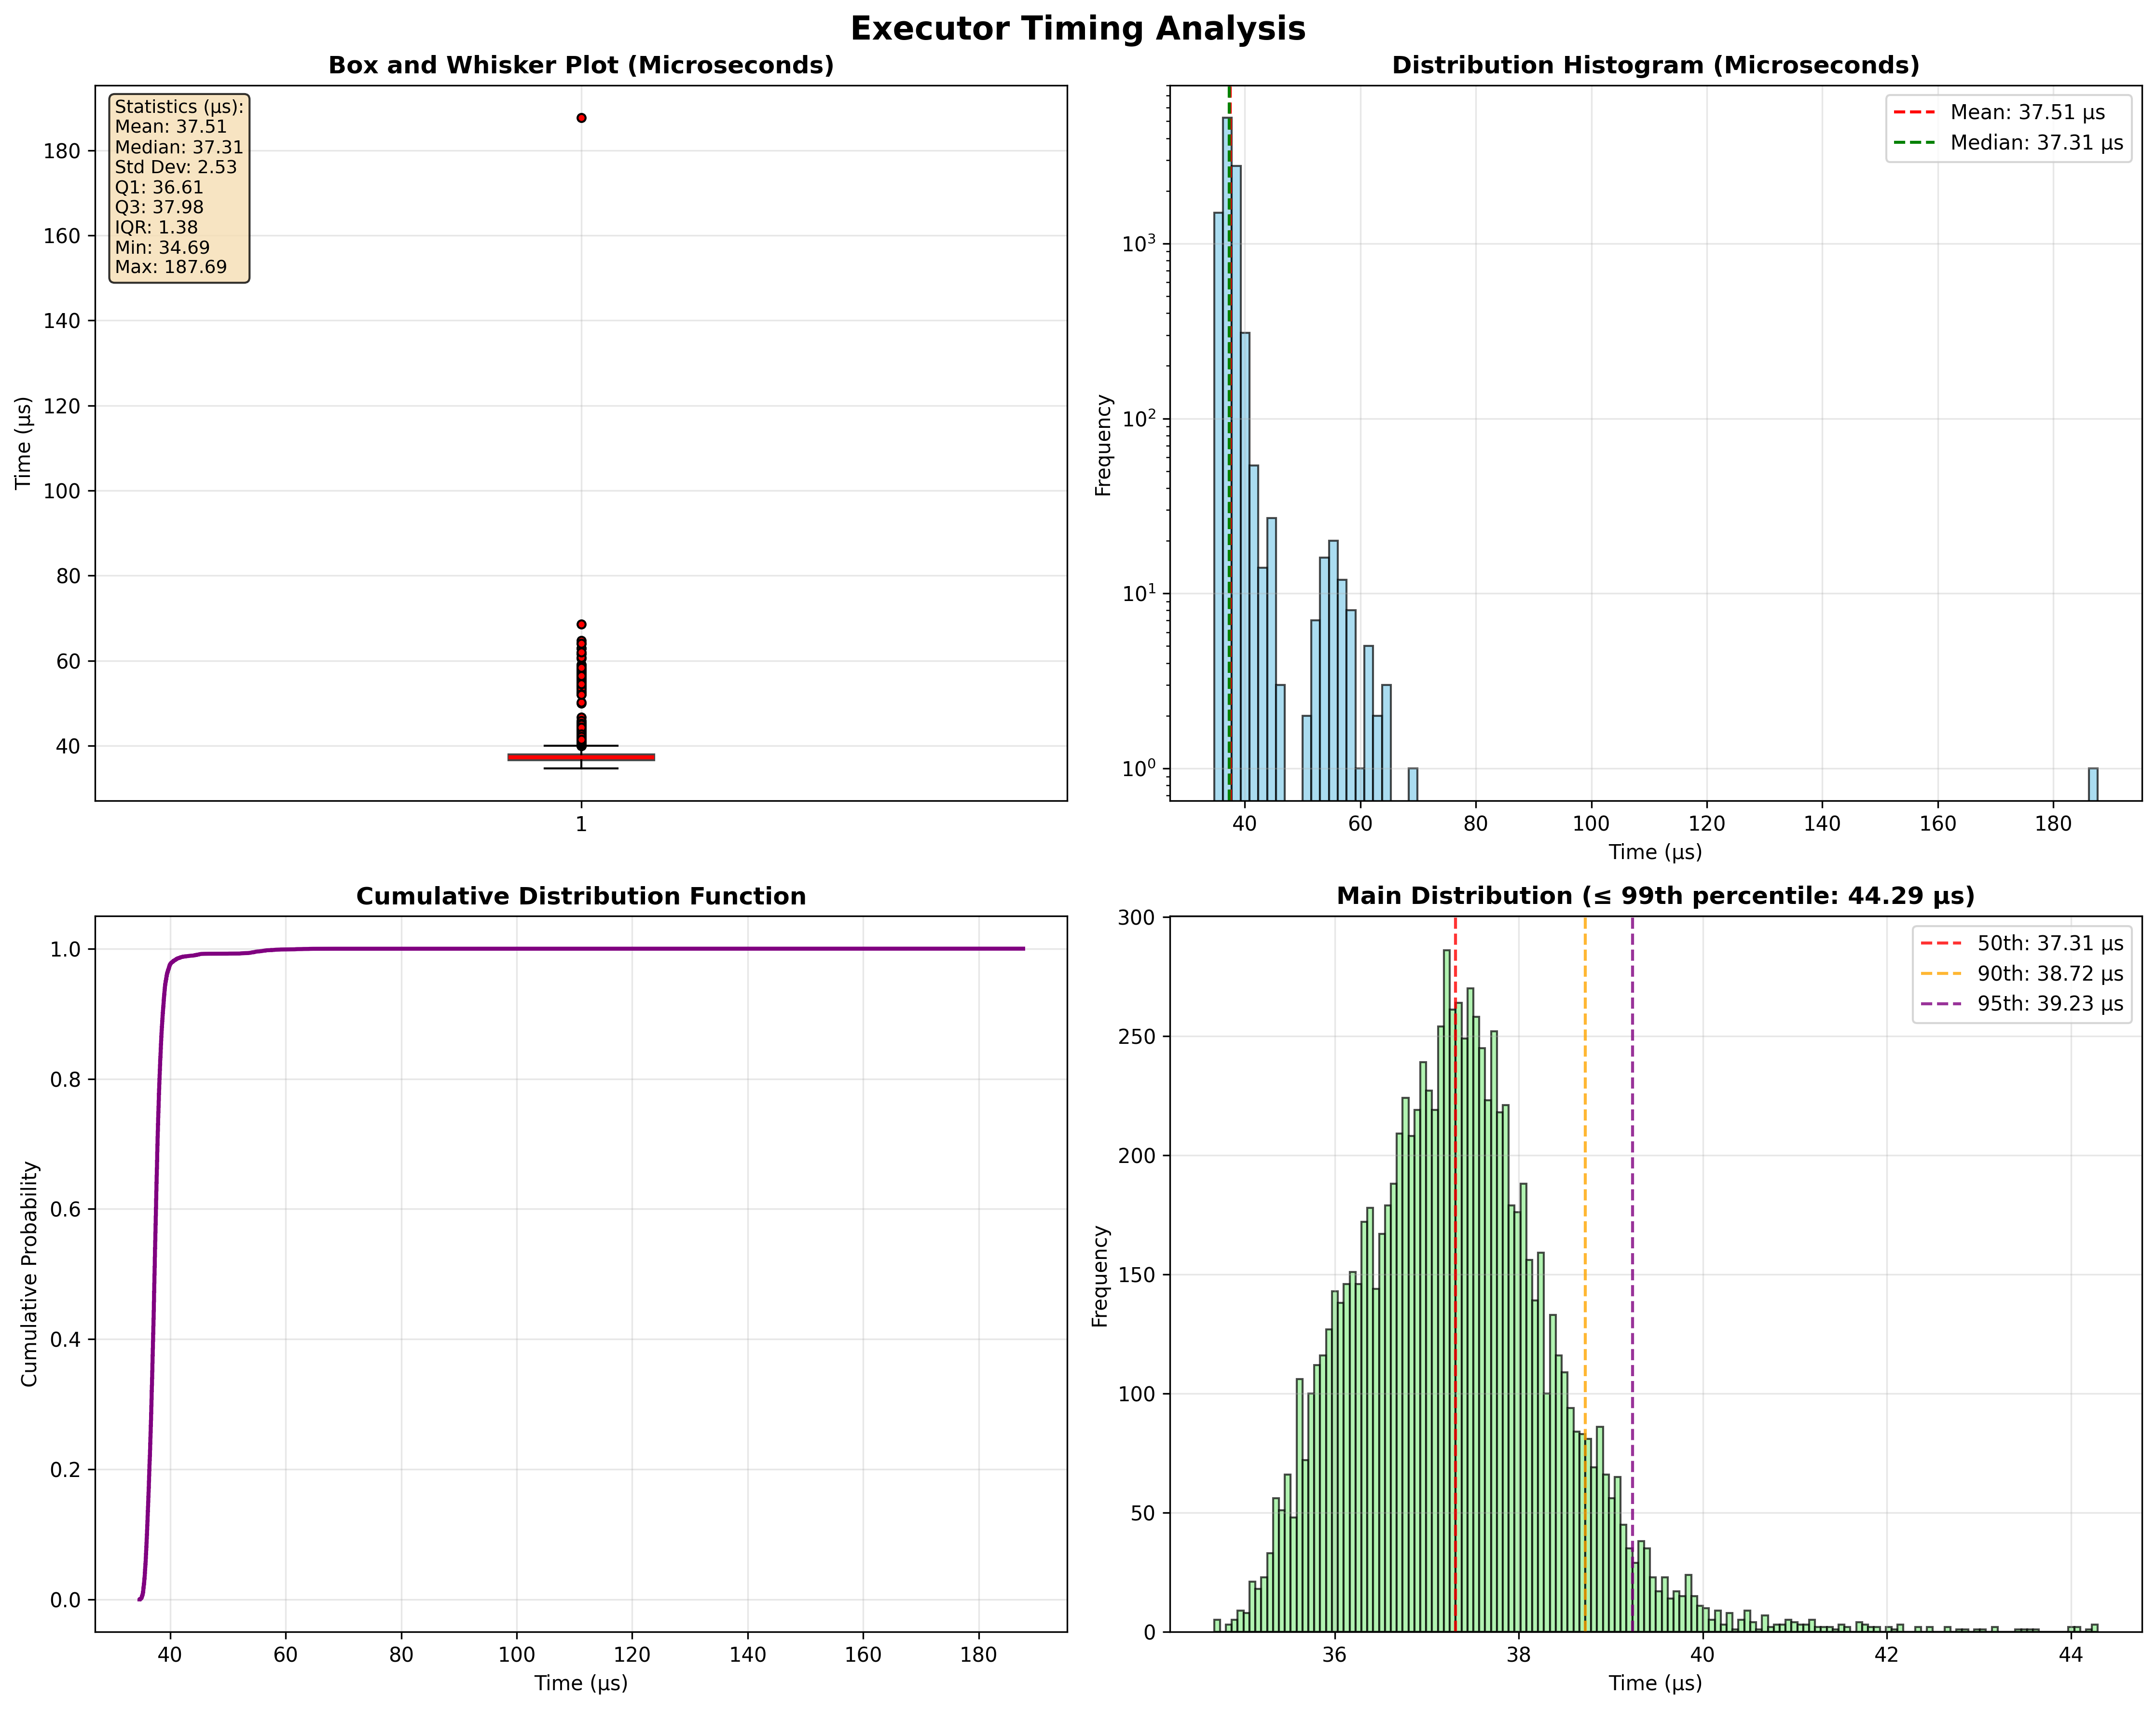 Executor Timing Analysis
Box and Whisker Plot (Microseconds)
Statistics (µs):
Mean: 37.51
Median: 37.31
Std Dev: 2.53
Q1: 36.61
Q3: 37.98
IQR: 1.38
Min: 34.69
Max: 187.69
Time (µs)
180
160
140
120
100
80
60
40
1
Distribution Histogram (Microseconds)
Mean: 37.51 µs
Median: 37.31 µs
Frequency
10³
10²
10¹
10⁰
40 60 80 100 120 140 160 180
Time (µs)
Cumulative Distribution Function
Cumulative Probability
1.0
0.8
0.6
0.4
0.2
0.0
40 60 80 100 120 140 160 180
Time (µs)
Main Distribution (≤ 99th percentile: 44.29 µs)
50th: 37.31 µs
90th: 38.72 µs
95th: 39.23 µs
Frequency
300
250
200
150
100
50
0
36 38 40 42 44
Time (µs)